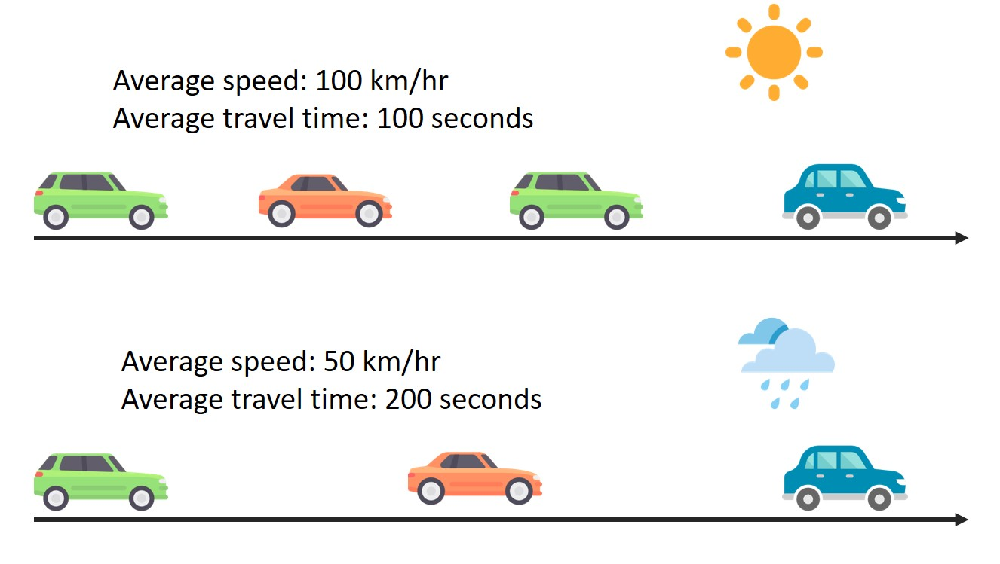 Average speed: 100 km/hr
Average travel time: 100 seconds
Average speed: 50 km/hr
Average travel time: 200 seconds